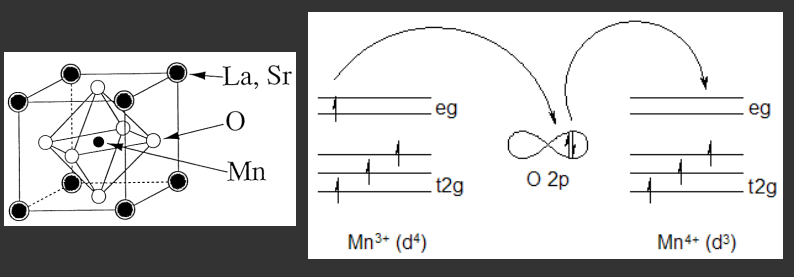 La, Sr
O
Mn
eg
t2g
Mn³⁺ (d⁴)
O 2p
eg
t2g
Mn⁴⁺ (d³)